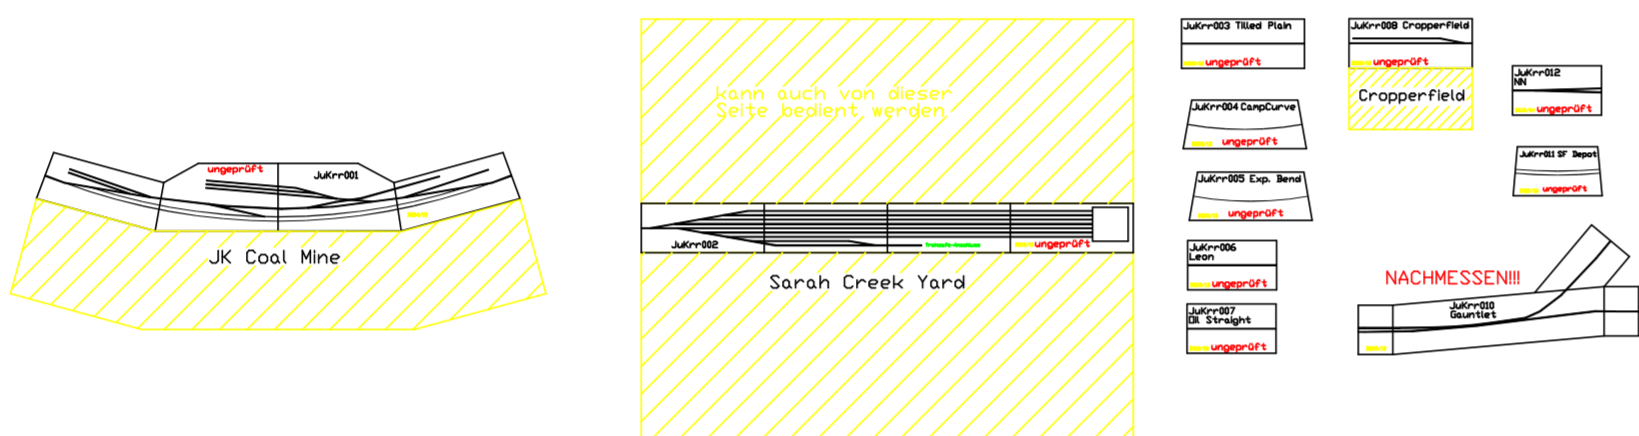 ungeprüft
JuKrr001
JK Coal Mine
kann auch von dieser
Seite bedient werden
JuKrr002
ungeprüft
Sarah Creek Yard
JuKrr003 Tilled Plain
ungeprüft
JuKrr004 CampCurve
ungeprüft
JuKrr005 Exp. Bend
ungeprüft
JuKrr006
Leon
ungeprüft
JuKrr007
Oil Straight
ungeprüft
JuKrr008 Cropperfield
ungeprüft
Cropperfield
JuKrr012
NN
ungeprüft
JuKrr011 SF Depot
ungeprüft
NACHMESSEN!!!
JuKrr010
Gauntlet